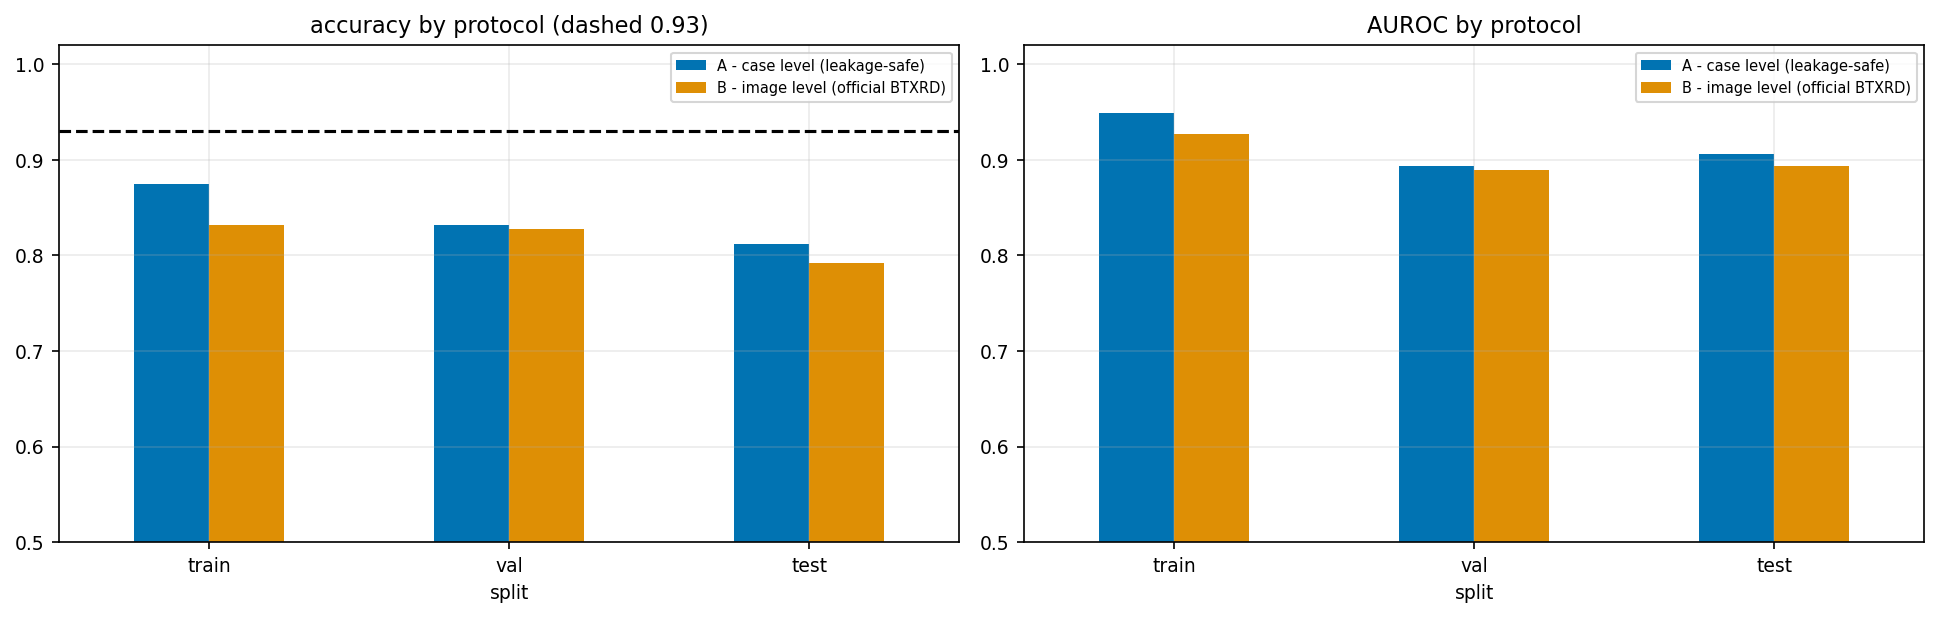 accuracy by protocol (dashed 0.93)
A - case level (leakage-safe)
B - image level (official BTXRD)
1.0
0.9
0.8
0.7
0.6
0.5
train
val
test
split
AUROC by protocol
A - case level (leakage-safe)
B - image level (official BTXRD)
1.0
0.9
0.8
0.7
0.6
0.5
train
val
test
split